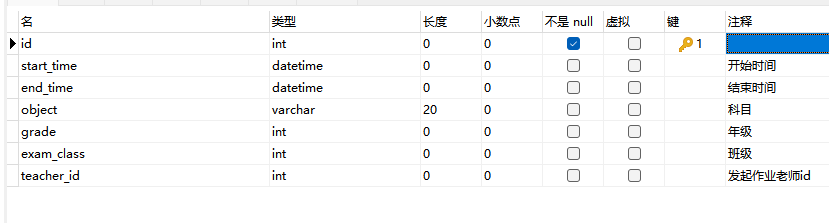 名 类型 长度 小数点 不是 null 虚拟 键 注释
id int 0 0 1
start_time datetime 0 0 开始时间
end_time datetime 0 0 结束时间
object varchar 20 0 科目
grade int 0 0 年级
exam_class int 0 0 班级
teacher_id int 0 0 发起作业老师id